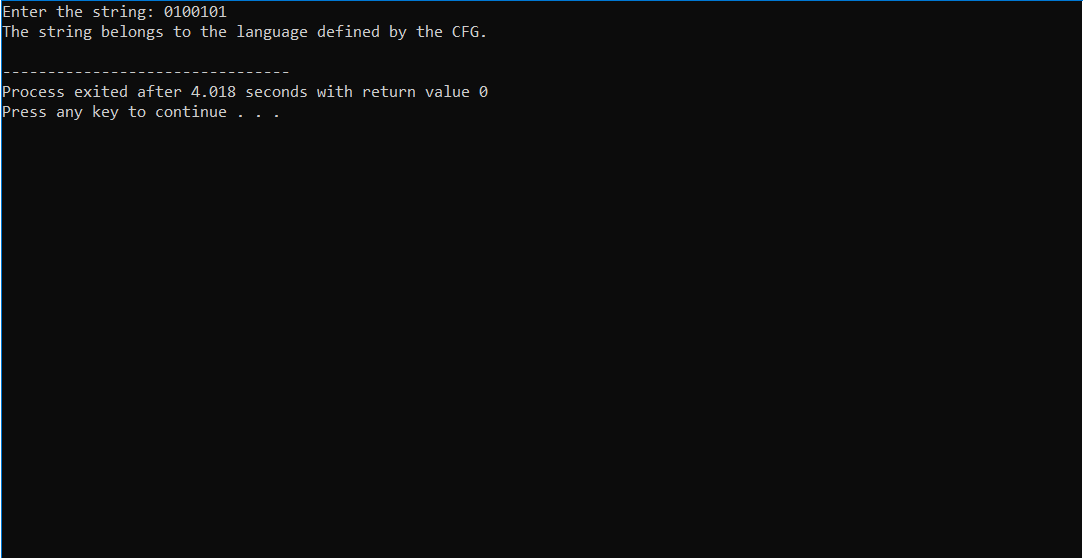 Enter the string: 0100101
The string belongs to the language defined by the CFG.
--------------------------------
Process exited after 4.018 seconds with return value 0
Press any key to continue . . .